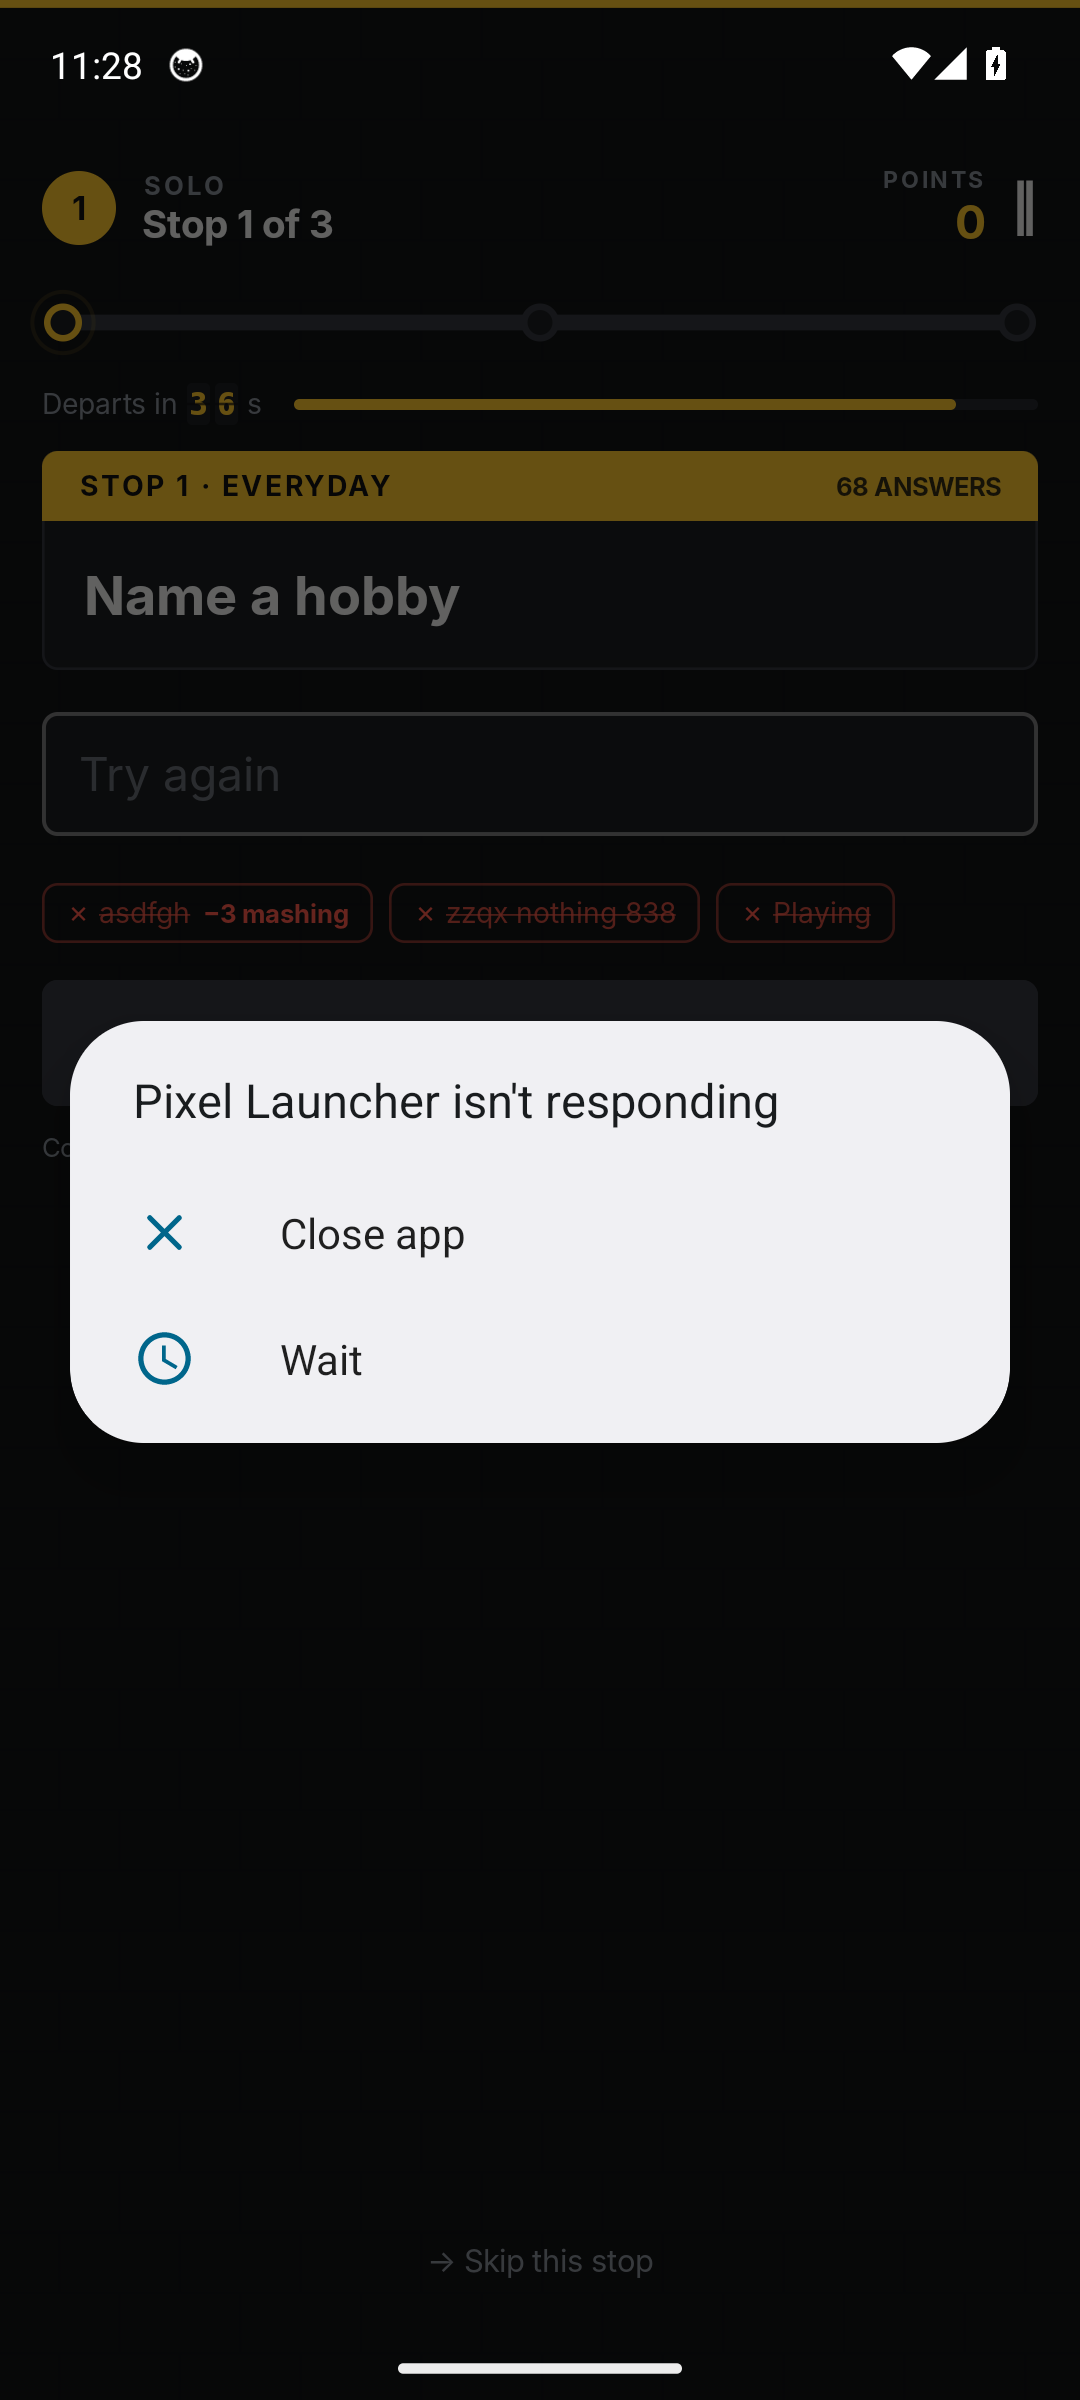 11:28
SOLO
Stop 1 of 3
POINTS
0
1
Departs in 36 s
STOP 1 · EVERYDAY
68 ANSWERS
Name a hobby
Try again
× asdfgh −3 mashing
× zzqx nothing 838
× Playing
Co
Pixel Launcher isn't responding
Close app
Wait
→ Skip this stop